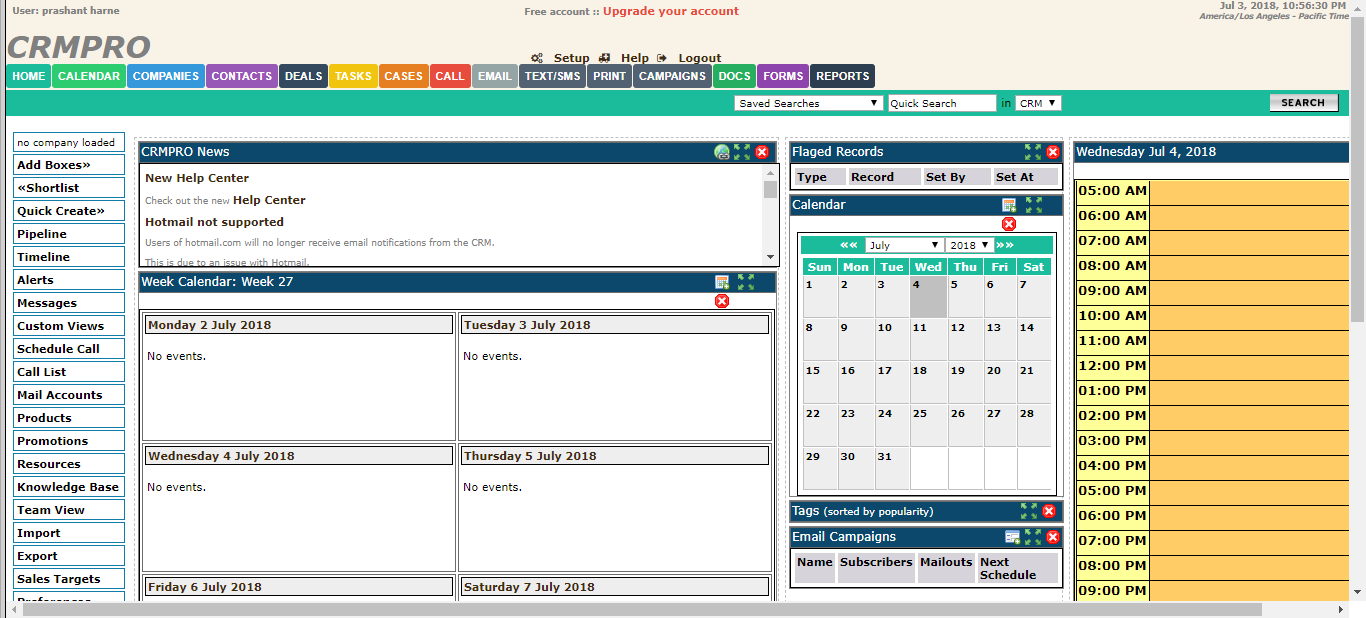 User: prashant harne
Free account :: Upgrade your account
Jul 3, 2018, 10:56:30 PM
America/Los Angeles - Pacific Time
CRMPRO
Setup Help Logout
HOME CALENDAR COMPANIES CONTACTS DEALS TASKS CASES CALL EMAIL TEXT/SMS PRINT CAMPAIGNS DOCS FORMS REPORTS
Saved Searches Quick Search in CRM SEARCH
no company loaded
Add Boxes»
«Shortlist
Quick Create»
Pipeline
Timeline
Alerts
Messages
Custom Views
Schedule Call
Call List
Mail Accounts
Products
Promotions
Resources
Knowledge Base
Team View
Import
Export
Sales Targets
Preferences
CRMPRO News
New Help Center
Check out the new Help Center
Hotmail not supported
Users of hotmail.com will no longer receive email notifications from the CRM.
This is due to an issue with Hotmail.
Week Calendar: Week 27
Monday 2 July 2018
No events.
Tuesday 3 July 2018
No events.
Wednesday 4 July 2018
No events.
Thursday 5 July 2018
No events.
Friday 6 July 2018
Saturday 7 July 2018
Flaged Records
Type Record Set By Set At
Calendar
«« July 2018 »»
Sun Mon Tue Wed Thu Fri Sat
1 2 3 4 5 6 7
8 9 10 11 12 13 14
15 16 17 18 19 20 21
22 23 24 25 26 27 28
29 30 31
Tags (sorted by popularity)
Email Campaigns
Name Subscribers Mailouts Next
Schedule
Wednesday Jul 4, 2018
05:00 AM
06:00 AM
07:00 AM
08:00 AM
09:00 AM
10:00 AM
11:00 AM
12:00 PM
01:00 PM
02:00 PM
03:00 PM
04:00 PM
05:00 PM
06:00 PM
07:00 PM
08:00 PM
09:00 PM